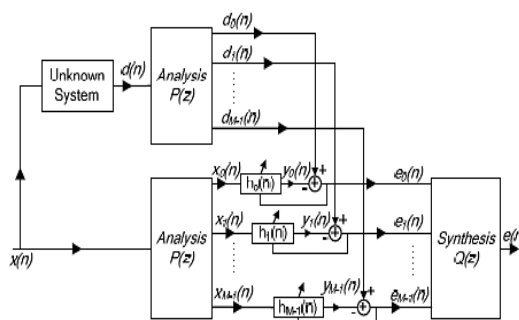 d₀(n)
d₁(n)
d(n)
Unknown System
Analysis P(z)
dM-1(n)
x₀(n)
h₀(n)
y₀(n)
- +
e₀(n)
x(n)
Analysis P(z)
x₁(n)
h₁(n)
y₁(n)
- +
e₁(n)
Synthesis Q(z)
e(n
xM-1(n)
hM-1(n)
yM-1(n)
- +
eM-1(n)